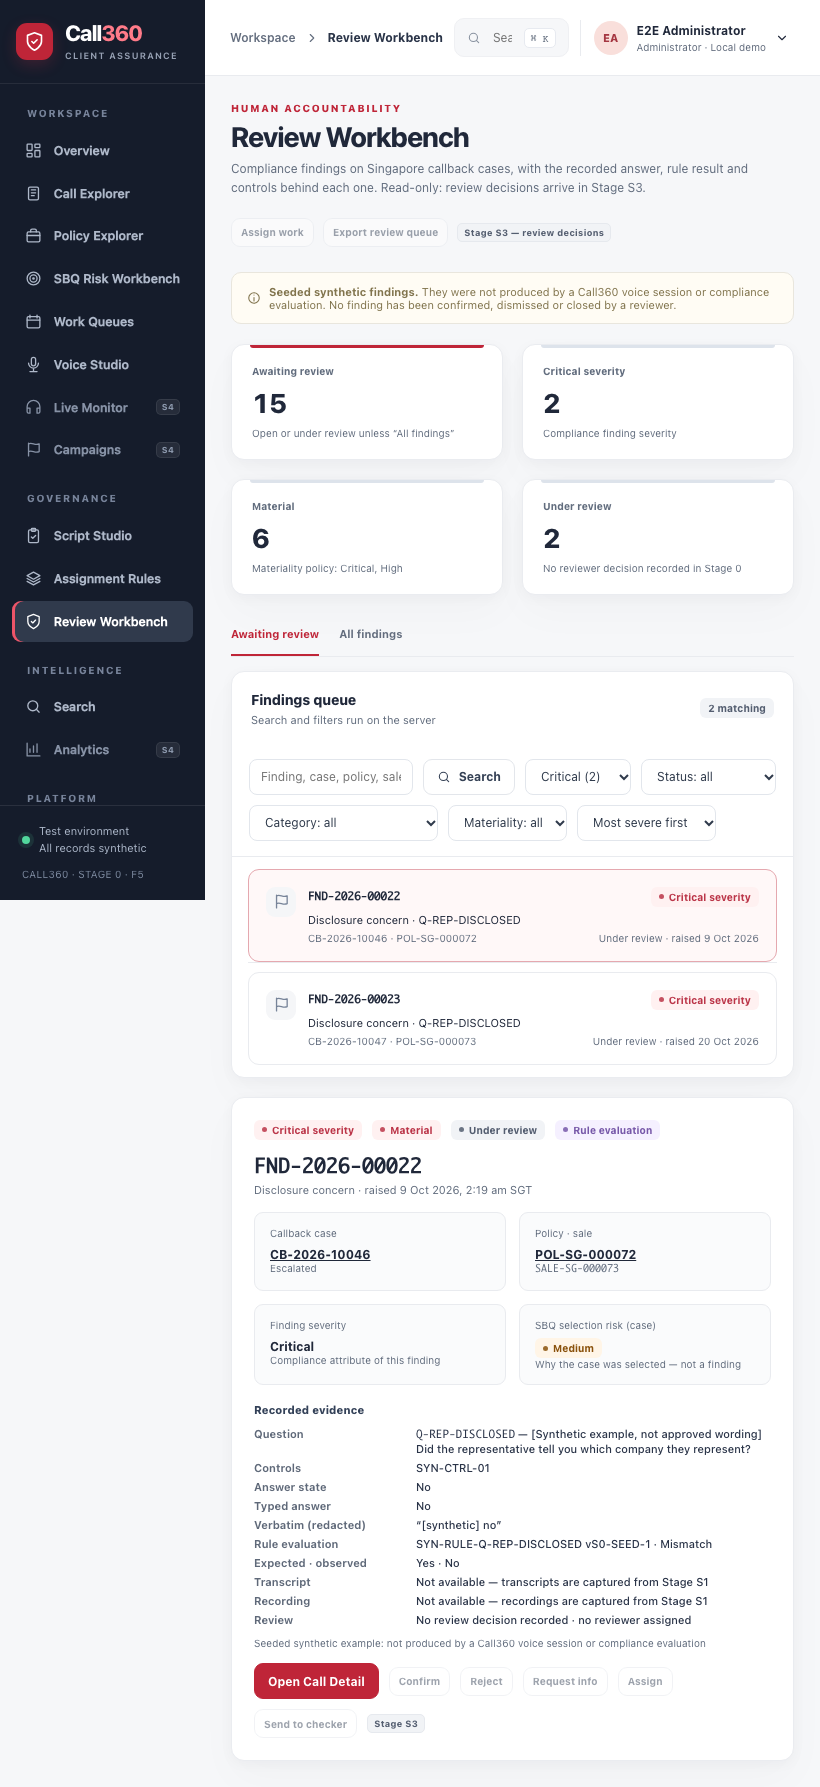 Call360
CLIENT ASSURANCE
WORKSPACE
Overview
Call Explorer
Policy Explorer
SBQ Risk Workbench
Work Queues
Voice Studio
Live Monitor S4
Campaigns S4
GOVERNANCE
Script Studio
Assignment Rules
Review Workbench
INTELLIGENCE
Search
Analytics S4
PLATFORM
Test environment
All records synthetic
CALL360 · STAGE 0 · F5
Workspace > Review Workbench
Sea ⌘ K
EA
E2E Administrator
Administrator · Local demo
HUMAN ACCOUNTABILITY
Review Workbench
Compliance findings on Singapore callback cases, with the recorded answer, rule result and
controls behind each one. Read-only: review decisions arrive in Stage S3.
Assign work Export review queue Stage S3 — review decisions
Seeded synthetic findings. They were not produced by a Call360 voice session or compliance
evaluation. No finding has been confirmed, dismissed or closed by a reviewer.
Awaiting review
15
Open or under review unless “All findings”
Critical severity
2
Compliance finding severity
Material
6
Materiality policy: Critical, High
Under review
2
No reviewer decision recorded in Stage 0
Awaiting review All findings
Findings queue
Search and filters run on the server
2 matching
Finding, case, policy, sale Search Critical (2) Status: all
Category: all Materiality: all Most severe first
FND-2026-00022 Critical severity
Disclosure concern · Q-REP-DISCLOSED
CB-2026-10046 · POL-SG-000072 Under review · raised 9 Oct 2026
FND-2026-00023 Critical severity
Disclosure concern · Q-REP-DISCLOSED
CB-2026-10047 · POL-SG-000073 Under review · raised 20 Oct 2026
Critical severity Material Under review Rule evaluation
FND-2026-00022
Disclosure concern · raised 9 Oct 2026, 2:19 am SGT
Callback case
CB-2026-10046
Escalated
Policy · sale
POL-SG-000072
SALE-SG-000073
Finding severity
Critical
Compliance attribute of this finding
SBQ selection risk (case)
Medium
Why the case was selected — not a finding
Recorded evidence
Question Q-REP-DISCLOSED — [Synthetic example, not approved wording]
Did the representative tell you which company they represent?
Controls SYN-CTRL-01
Answer state No
Typed answer No
Verbatim (redacted) “[synthetic] no”
Rule evaluation SYN-RULE-Q-REP-DISCLOSED vS0-SEED-1 · Mismatch
Expected · observed Yes · No
Transcript Not available — transcripts are captured from Stage S1
Recording Not available — recordings are captured from Stage S1
Review No review decision recorded · no reviewer assigned
Seeded synthetic example: not produced by a Call360 voice session or compliance evaluation
Open Call Detail Confirm Reject Request info Assign
Send to checker Stage S3